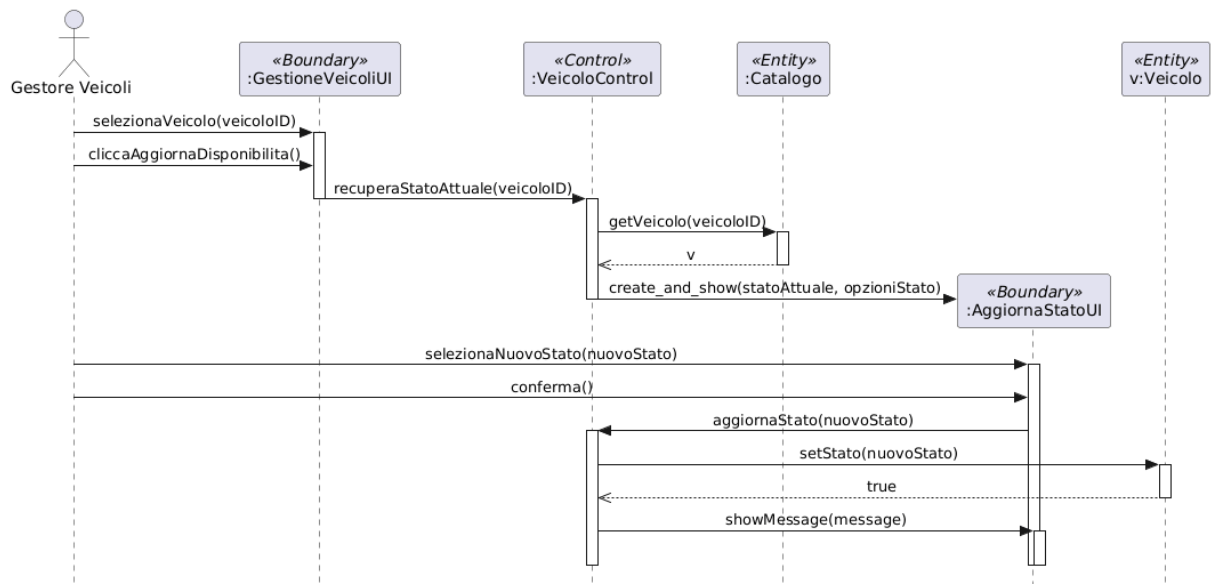 «Boundary»
:GestioneVeicoliUI
«Control»
:VeicoloControl
«Entity»
:Catalogo
«Entity»
v:Veicolo
Gestore Veicoli
selezionaVeicolo(veicoloID)
cliccaAggiornaDisponibilita()
recuperaStatoAttuale(veicoloID)
getVeicolo(veicoloID)
v
create_and_show(statoAttuale, opzioniStato)
«Boundary»
:AggiornaStatoUI
selezionaNuovoStato(nuovoStato)
conferma()
aggiornaStato(nuovoStato)
setStato(nuovoStato)
true
showMessage(message)